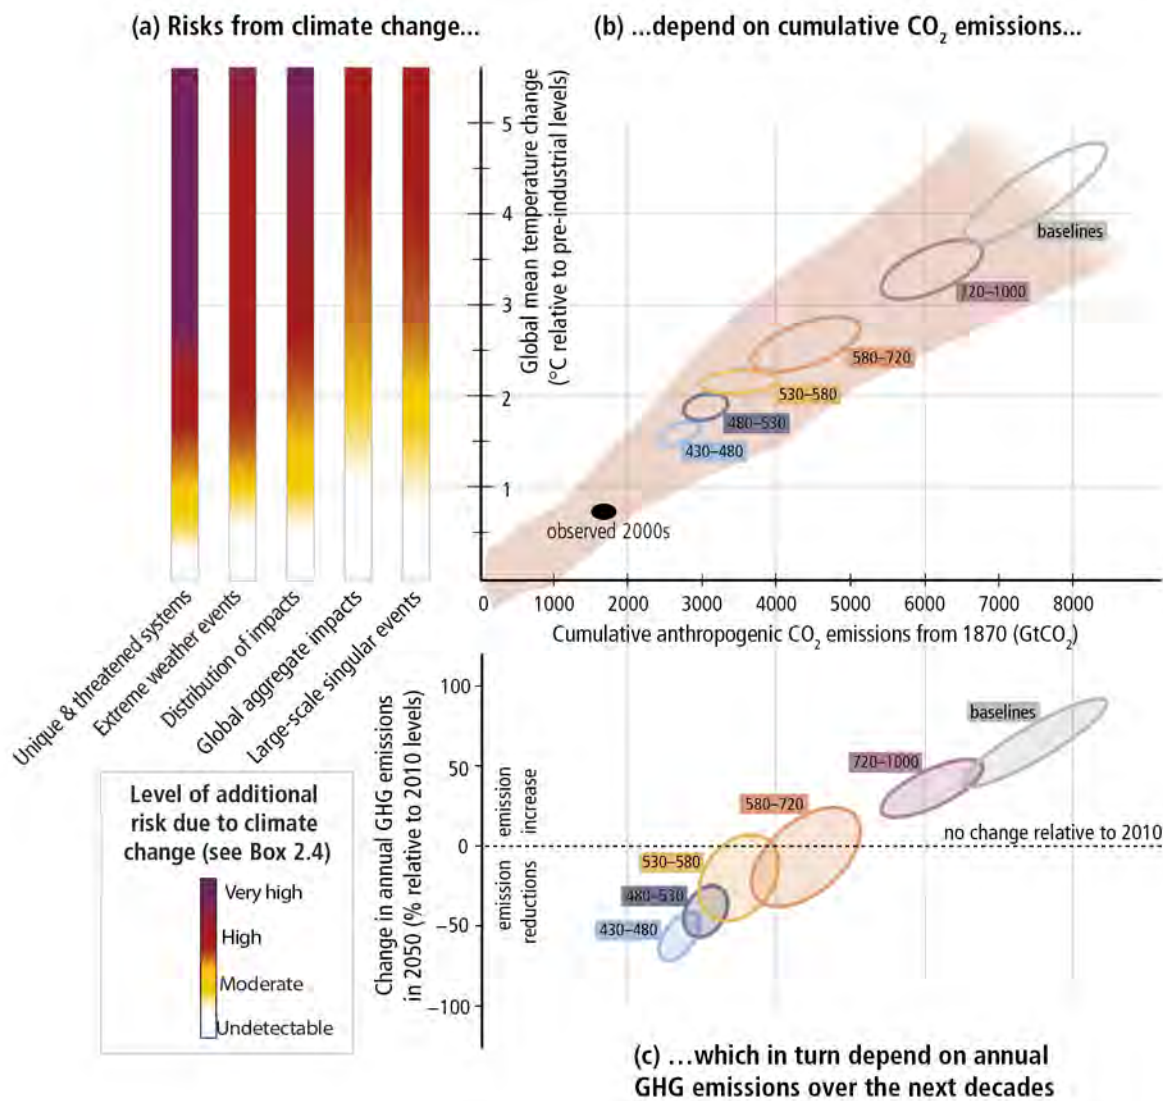 (a) Risks from climate change...
(b) ...depend on cumulative CO₂ emissions...
Global mean temperature change
(°C relative to pre-industrial levels)
5
4
3
2
1
baselines
720–1000
580–720
530–580
480–530
430–480
observed 2000s
0 1000 2000 3000 4000 5000 6000 7000 8000
Cumulative anthropogenic CO₂ emissions from 1870 (GtCO₂)
Unique & threatened systems
Extreme weather events
Distribution of impacts
Global aggregate impacts
Large-scale singular events
Level of additional
risk due to climate
change (see Box 2.4)
Very high
High
Moderate
Undetectable
Change in annual GHG emissions
in 2050 (% relative to 2010 levels)
100
50
0
−50
−100
emission
increase
emission
reductions
baselines
720–1000
580–720
no change relative to 2010
530–580
480–530
430–480
(c) ...which in turn depend on annual
GHG emissions over the next decades